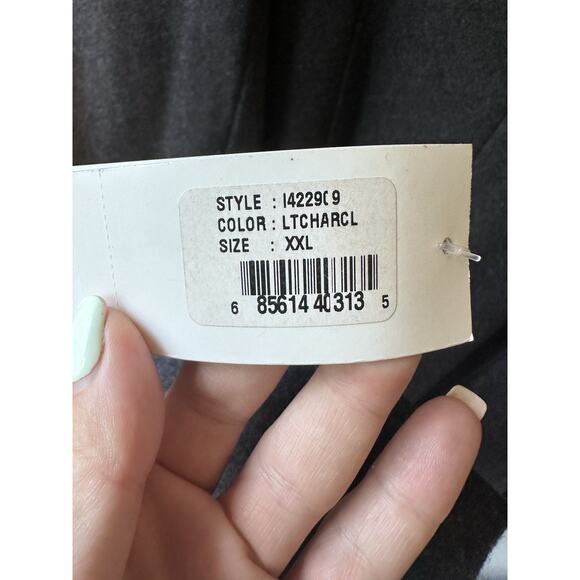 STYLE : I422909
COLOR : LTCHARCL
SIZE : XXL
6 85614 40313 5